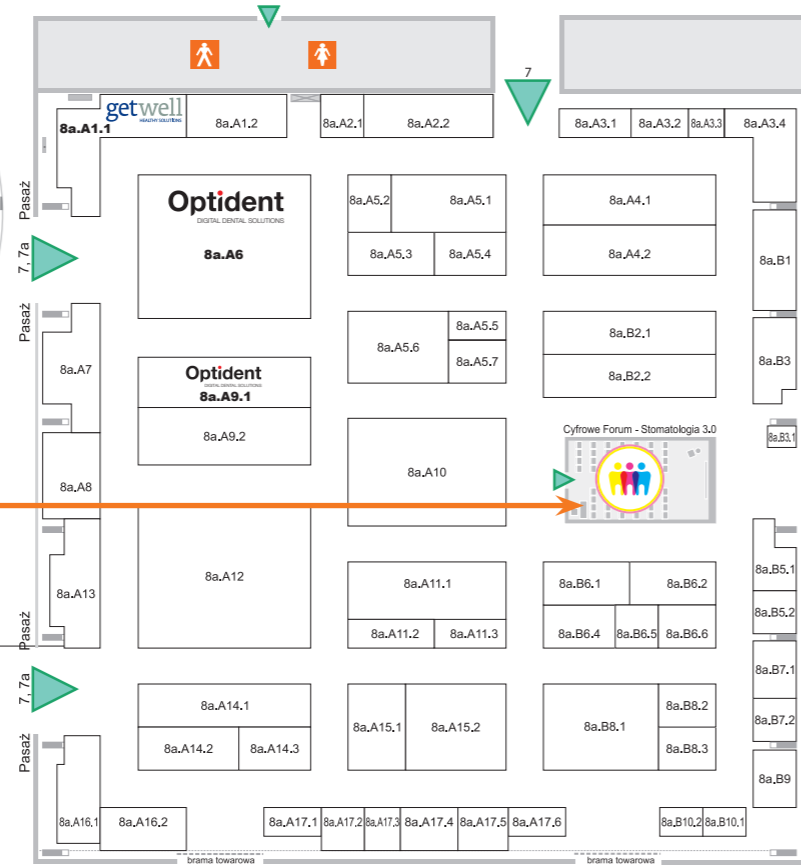 7
getwell
HEALTHY SOLUTIONS
8a.A1.1
8a.A1.2
8a.A2.1
8a.A2.2
8a.A3.1
8a.A3.2
8a.A3.3
8a.A3.4
Pasaż
7, 7a
Pasaż
Optident
DIGITAL DENTAL SOLUTIONS
8a.A6
8a.A5.2
8a.A5.1
8a.A5.3
8a.A5.4
8a.A4.1
8a.A4.2
8a.B1
8a.A5.6
8a.A5.5
8a.A5.7
8a.B2.1
8a.B2.2
8a.B3
8a.A7
Optident
DIGITAL DENTAL SOLUTIONS
8a.A9.1
8a.A9.2
8a.A10
Cyfrowe Forum - Stomatologia 3.0
8a.B3.1
8a.A8
8a.A12
8a.A13
8a.A11.1
8a.A11.2
8a.A11.3
8a.B6.1
8a.B6.2
8a.B6.4
8a.B6.5
8a.B6.6
8a.B5.1
8a.B5.2
Pasaż
7, 7a
Pasaż
8a.B7.1
8a.B7.2
8a.A14.1
8a.A14.2
8a.A14.3
8a.A15.1
8a.A15.2
8a.B8.1
8a.B8.2
8a.B8.3
8a.B9
8a.A16.1
8a.A16.2
8a.A17.1
8a.A17.2
8a.A17.3
8a.A17.4
8a.A17.5
8a.A17.6
8a.B10.2
8a.B10.1
brama towarowa
brama towarowa